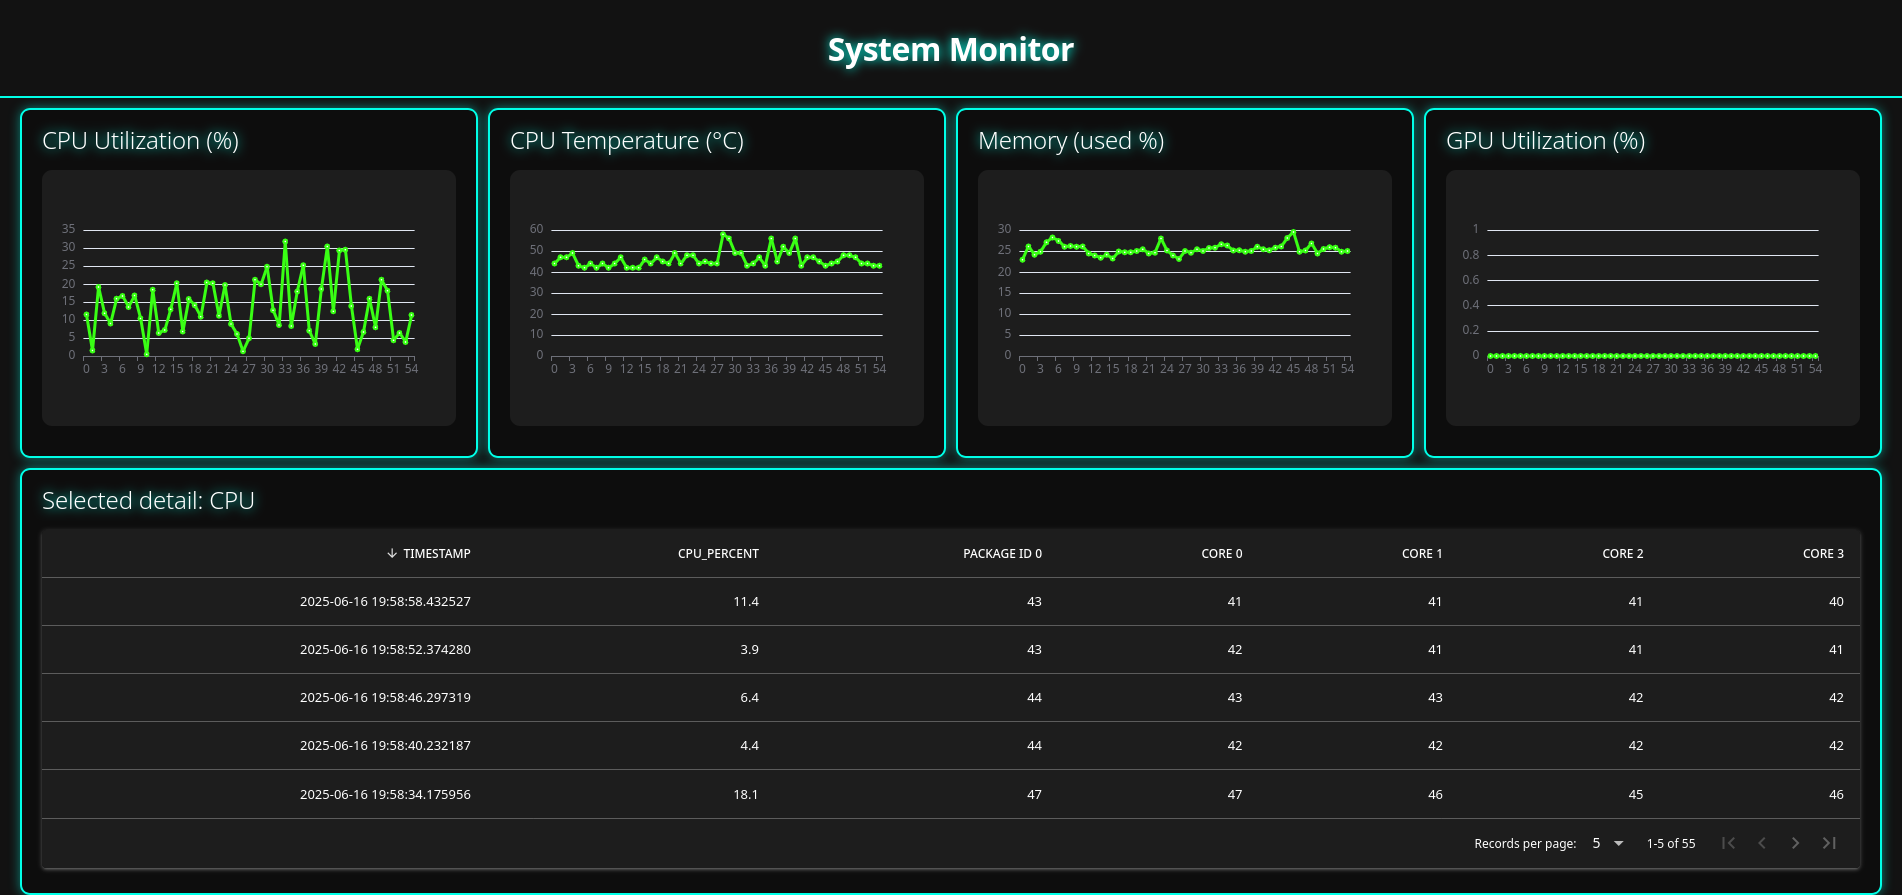 System Monitor
CPU Utilization (%)
35
30
25
20
15
10
5
0
0 3 6 9 12 15 18 21 24 27 30 33 36 39 42 45 48 51 54
CPU Temperature (°C)
60
50
40
30
20
10
0
0 3 6 9 12 15 18 21 24 27 30 33 36 39 42 45 48 51 54
Memory (used %)
30
25
20
15
10
5
0
0 3 6 9 12 15 18 21 24 27 30 33 36 39 42 45 48 51 54
GPU Utilization (%)
1
0.8
0.6
0.4
0.2
0
0 3 6 9 12 15 18 21 24 27 30 33 36 39 42 45 48 51 54
Selected detail: CPU
TIMESTAMP CPU_PERCENT PACKAGE ID 0 CORE 0 CORE 1 CORE 2 CORE 3
2025-06-16 19:58:58.432527 11.4 43 41 41 41 40
2025-06-16 19:58:52.374280 3.9 43 42 41 41 41
2025-06-16 19:58:46.297319 6.4 44 43 43 42 42
2025-06-16 19:58:40.232187 4.4 44 42 42 42 42
2025-06-16 19:58:34.175956 18.1 47 47 46 45 46
Records per page: 5 1-5 of 55